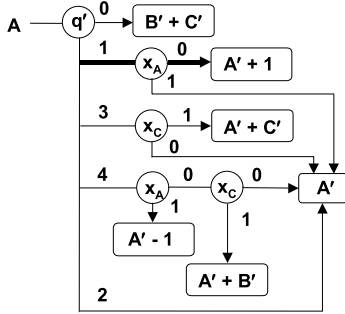 A q′ 0 B′ + C′
1 x_A 0 A′ + 1
1
3 x_C 1 A′ + C′
0
4 x_A 0 x_C 0 A′
1 1
A′ - 1
A′ + B′
2